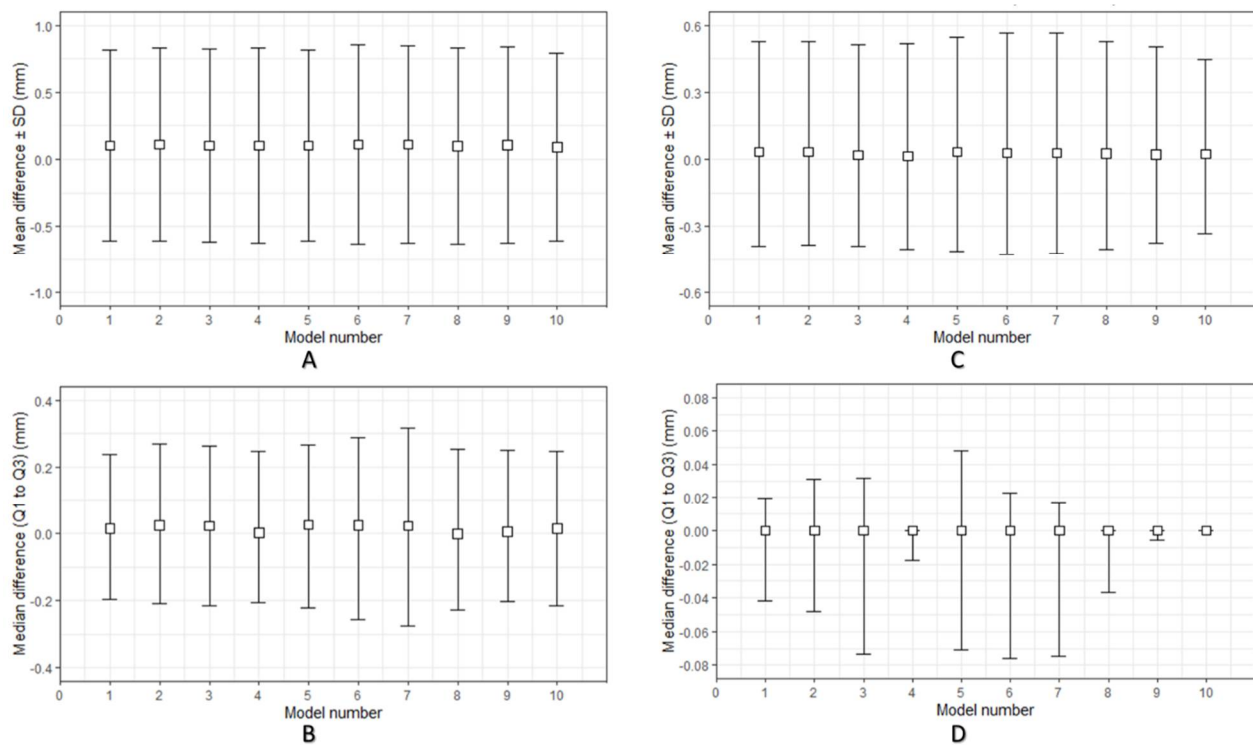 Mean difference ± SD (mm)
1.0
0.5
0.0
-0.5
-1.0
0 1 2 3 4 5 6 7 8 9 10
Model number
A
Mean difference ± SD (mm)
0.6
0.3
0.0
-0.3
-0.6
0 1 2 3 4 5 6 7 8 9 10
Model number
C
Median difference (Q1 to Q3) (mm)
0.4
0.2
0.0
-0.2
-0.4
0 1 2 3 4 5 6 7 8 9 10
Model number
B
Median difference (Q1 to Q3) (mm)
0.08
0.06
0.04
0.02
0.00
-0.02
-0.04
-0.06
-0.08
0 1 2 3 4 5 6 7 8 9 10
Model number
D